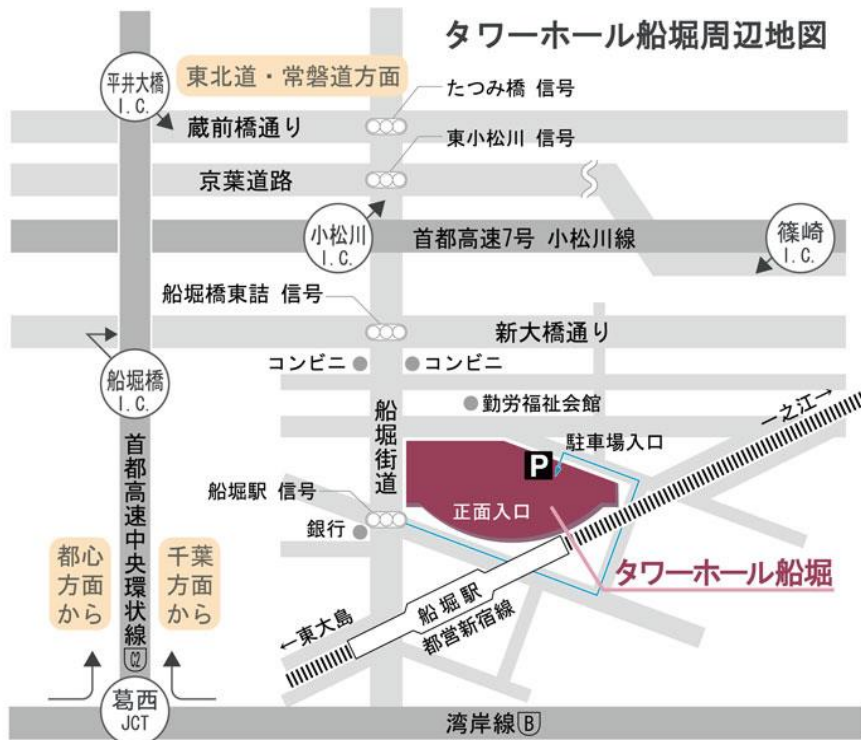 タワーホール船堀周辺地図
平井大橋
I.C.
東北道・常磐道方面
たつみ橋 信号
蔵前橋通り
東小松川 信号
京葉道路
小松川
I.C.
首都高速7号 小松川線
篠崎
I.C.
船堀橋東詰 信号
新大橋通り
船堀橋
I.C.
コンビニ
コンビニ
船堀街道
勤労福祉会館
一之江→
駐車場入口
P
首都高速中央環状線
C2
船堀駅 信号
正面入口
銀行
都心
方面
から
千葉
方面
から
タワーホール船堀
船堀駅
都営新宿線
←東大島
葛西
JCT
湾岸線 B